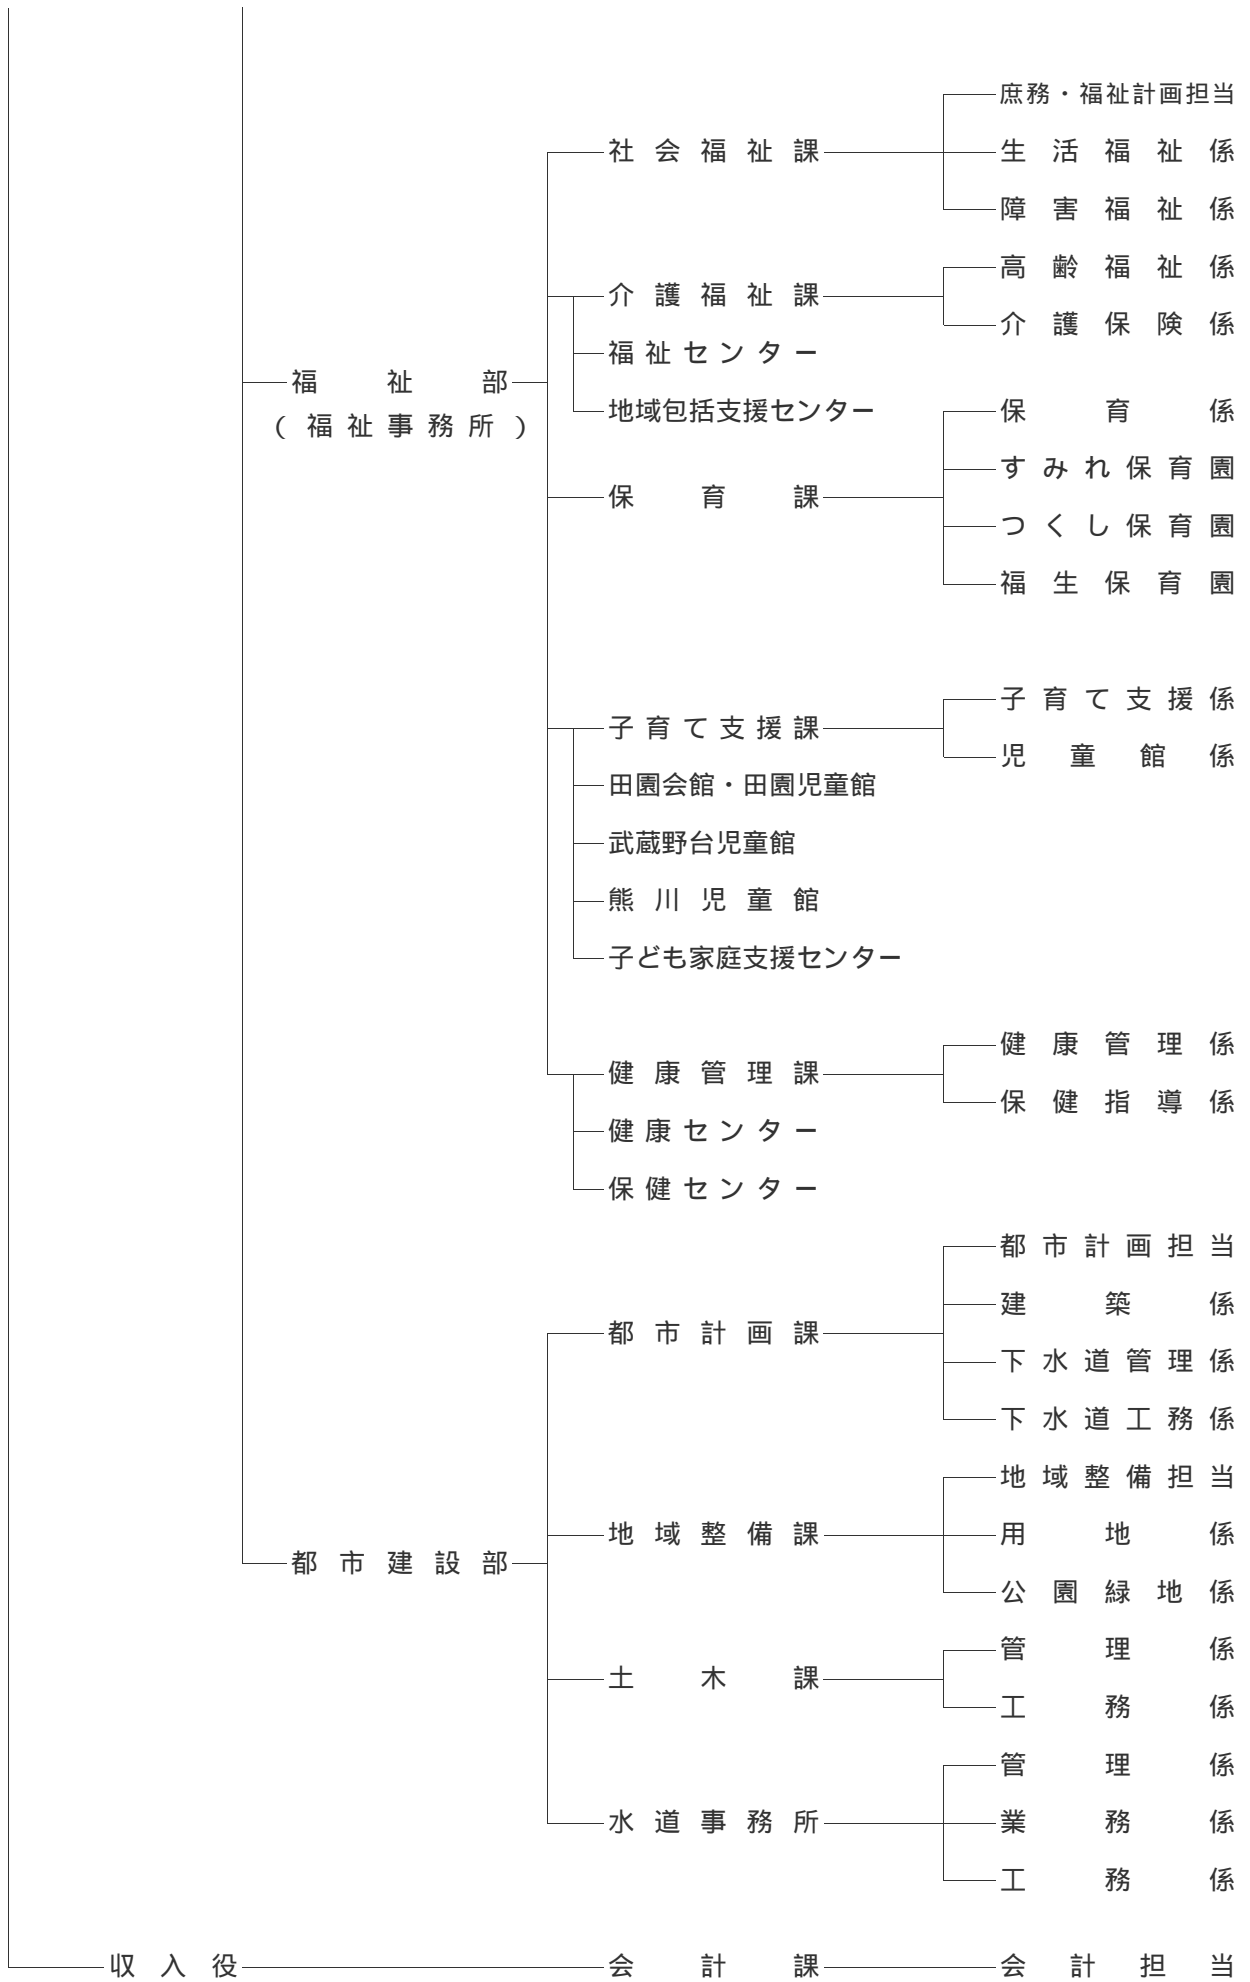 庶務・福祉計画担当
社会福祉課 生活福祉係
障害福祉係
高齢福祉係
介護福祉課
介護保険係
福祉センター
福祉部
地域包括支援センター 保育係
(福祉事務所)
すみれ保育園
保育課
つくし保育園
福生保育園
子育て支援係
子育て支援課
児童館係
田園会館・田園児童館
武蔵野台児童館
熊川児童館
子ども家庭支援センター
健康管理係
健康管理課
保健指導係
健康センター
保健センター
都市計画担当
建築係
都市計画課
下水道管理係
下水道工務係
地域整備担当
地域整備課 用地係
都市建設部
公園緑地係
管理係
土木課
工務係
管理係
水道事務所 業務係
工務係
収入役 会計課 会計担当